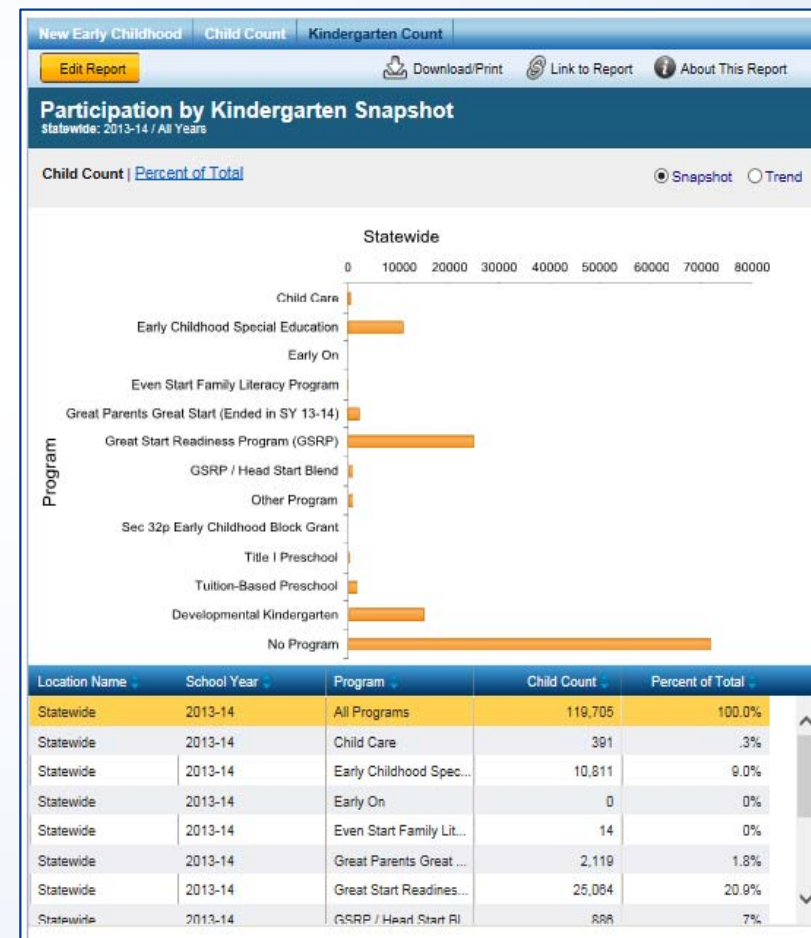 New Early Childhood Child Count Kindergarten Count
Edit Report Download/Print Link to Report About This Report
Participation by Kindergarten Snapshot
Statewide: 2013-14 / All Years
Child Count | Percent of Total Snapshot Trend
Statewide
0 10000 20000 30000 40000 50000 60000 70000 80000
Program
Child Care
Early Childhood Special Education
Early On
Even Start Family Literacy Program
Great Parents Great Start (Ended in SY 13-14)
Great Start Readiness Program (GSRP)
GSRP / Head Start Blend
Other Program
Sec 32p Early Childhood Block Grant
Title I Preschool
Tuition-Based Preschool
Developmental Kindergarten
No Program
Location Name School Year Program Child Count Percent of Total
Statewide 2013-14 All Programs 119,705 100.0%
Statewide 2013-14 Child Care 391 .3%
Statewide 2013-14 Early Childhood Spec... 10,811 9.0%
Statewide 2013-14 Early On 0 0%
Statewide 2013-14 Even Start Family Lit... 14 0%
Statewide 2013-14 Great Parents Great ... 2,119 1.8%
Statewide 2013-14 Great Start Readines... 25,064 20.9%
Statewide 2013-14 GSRP / Head Start Bl 886 7%